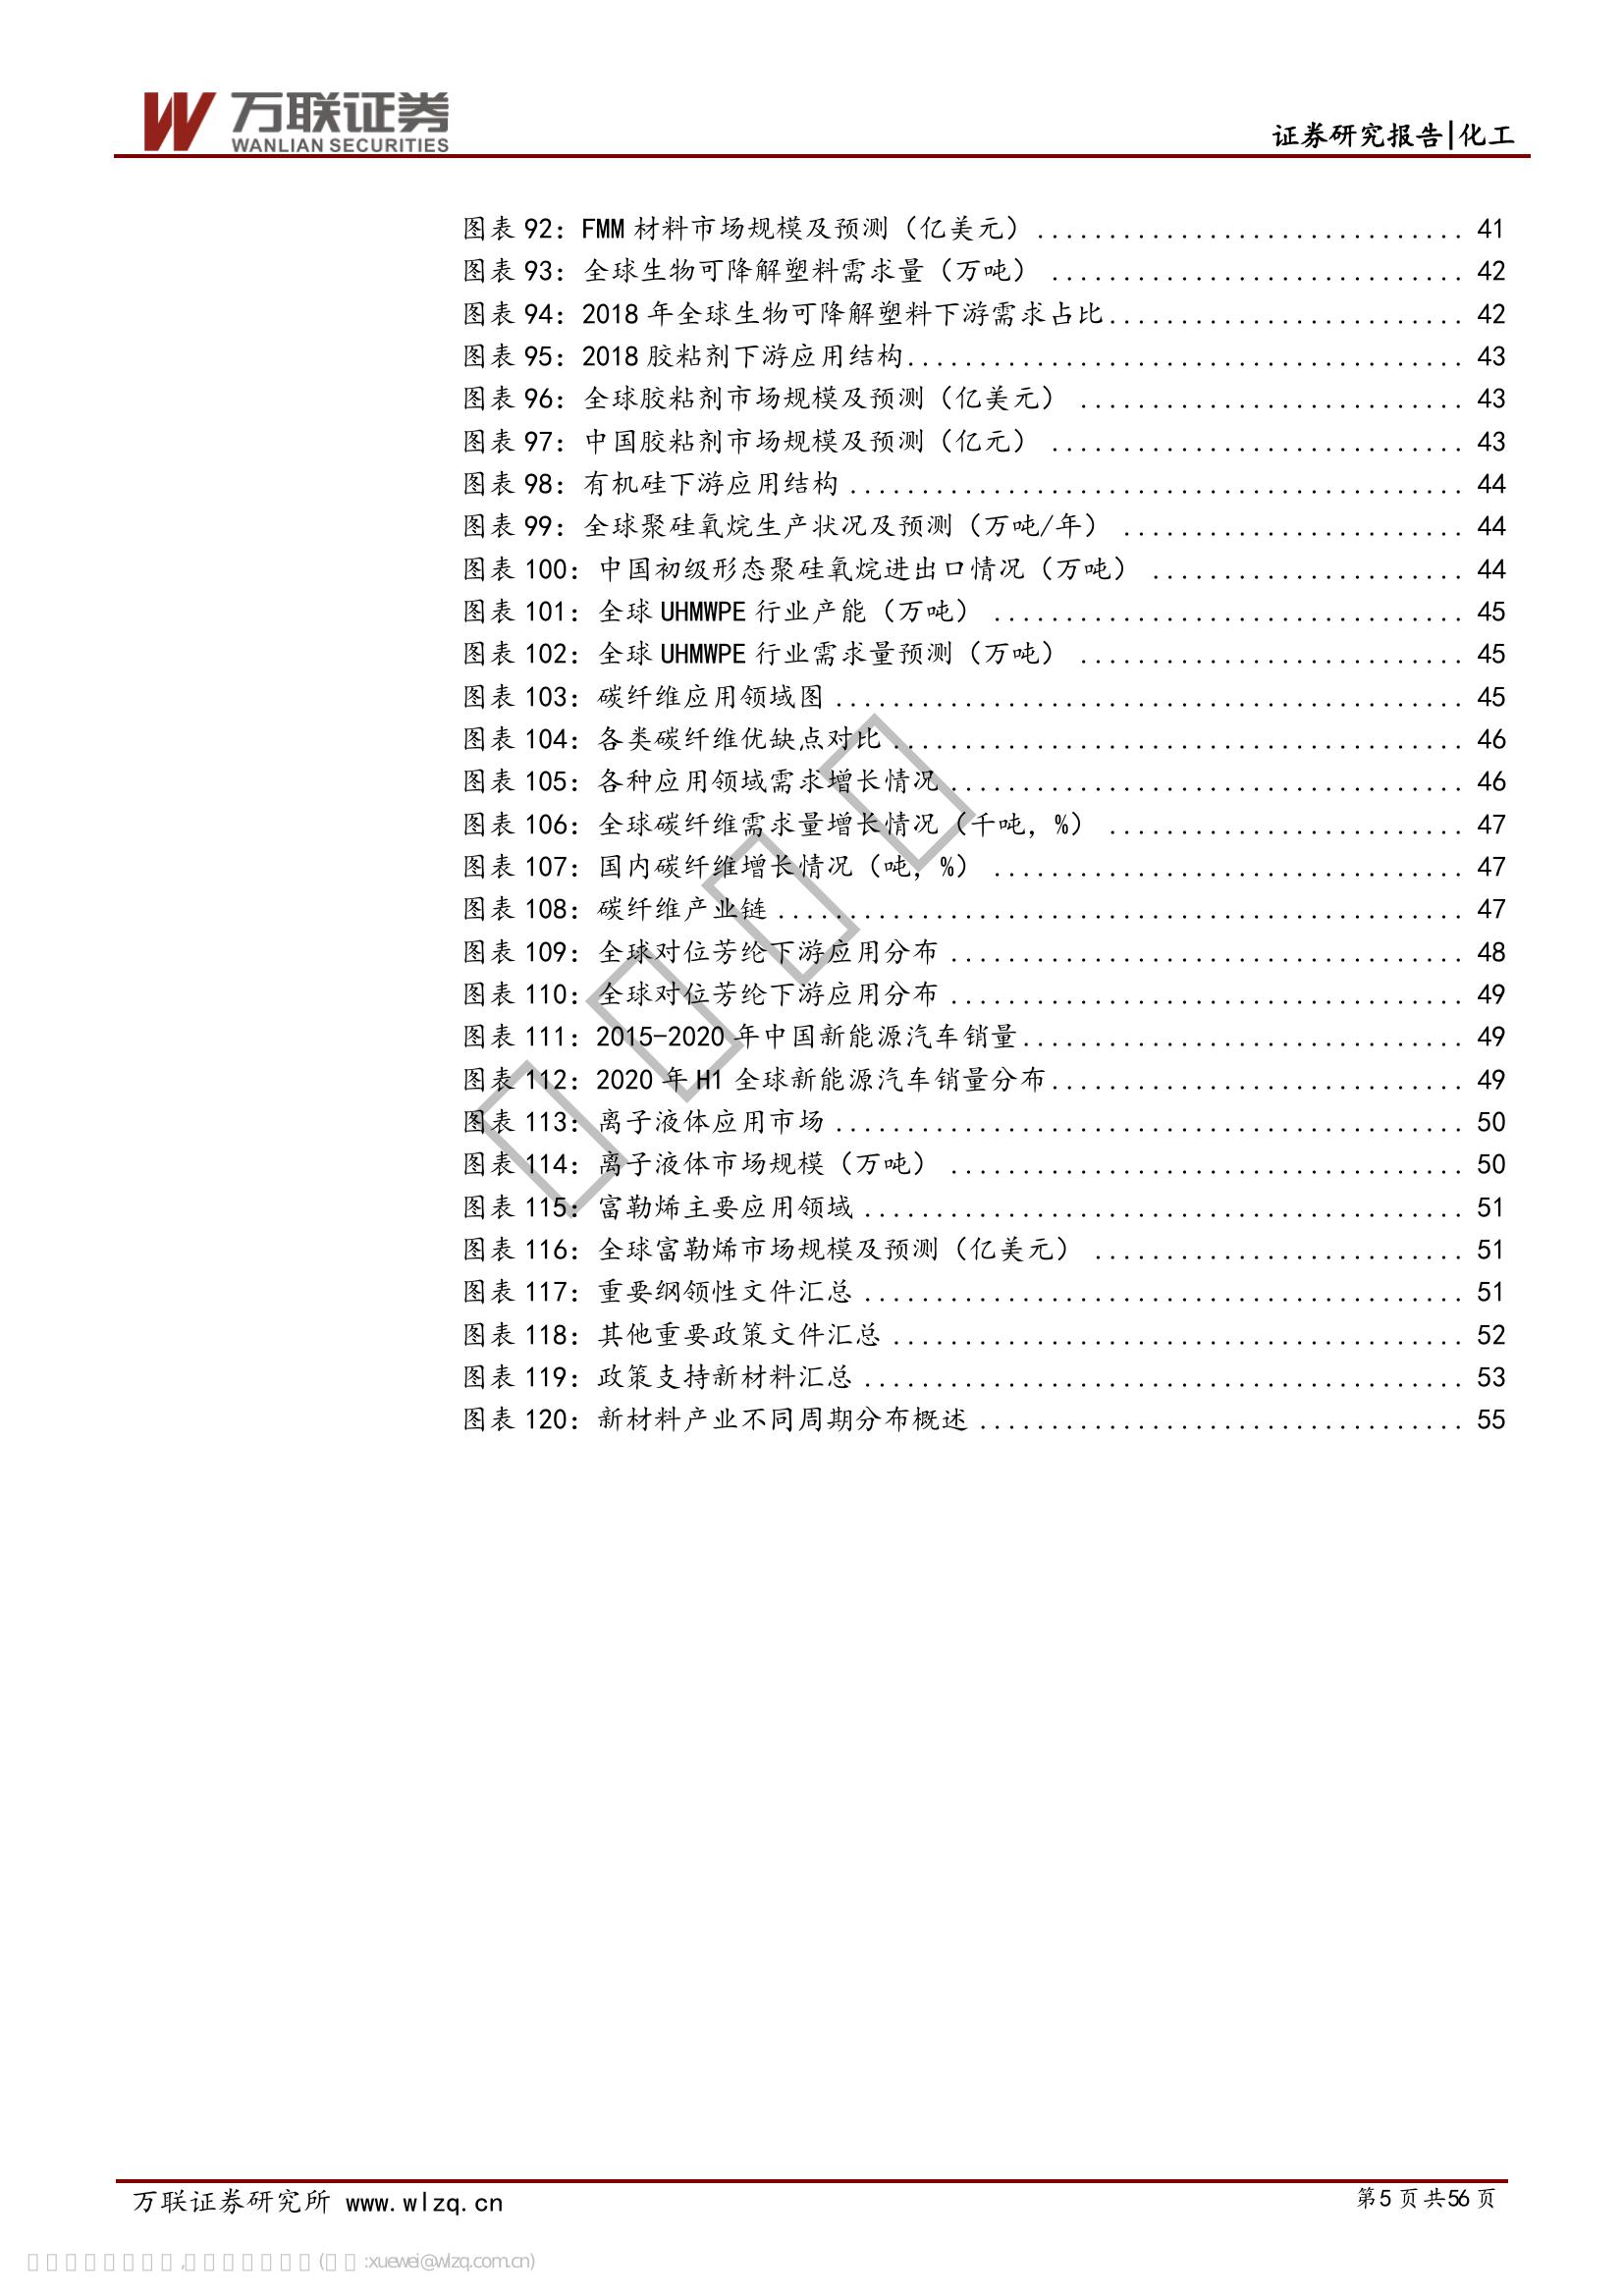 万联证券
WANLIAN SECURITIES
证券研究报告|化工
图表 92：FMM 材料市场规模及预测（亿美元）.............................. 41
图表 93：全球生物可降解塑料需求量（万吨） ............................. 42
图表 94：2018 年全球生物可降解塑料下游需求占比......................... 42
图表 95：2018 胶粘剂下游应用结构....................................... 43
图表 96：全球胶粘剂市场规模及预测（亿美元） ........................... 43
图表 97：中国胶粘剂市场规模及预测（亿元） ............................. 43
图表 98：有机硅下游应用结构 ........................................... 44
图表 99：全球聚硅氧烷生产状况及预测（万吨/年） ........................ 44
图表 100：中国初级形态聚硅氧烷进出口情况（万吨） ...................... 44
图表 101：全球 UHMWPE 行业产能（万吨） ................................. 45
图表 102：全球 UHMWPE 行业需求量预测（万吨） ........................... 45
图表 103：碳纤维应用领域图 ............................................ 45
图表 104：各类碳纤维优缺点对比 ........................................ 46
图表 105：各种应用领域需求增长情况 .................................... 46
图表 106：全球碳纤维需求量增长情况（千吨，%） ......................... 47
图表 107：国内碳纤维增长情况（吨，%） ................................. 47
图表 108：碳纤维产业链 ................................................ 47
图表 109：全球对位芳纶下游应用分布 .................................... 48
图表 110：全球对位芳纶下游应用分布 .................................... 49
图表 111：2015-2020 年中国新能源汽车销量............................... 49
图表 112：2020 年 H1 全球新能源汽车销量分布............................. 49
图表 113：离子液体应用市场 ............................................ 50
图表 114：离子液体市场规模（万吨） .................................... 50
图表 115：富勒烯主要应用领域 .......................................... 51
图表 116：全球富勒烯市场规模及预测（亿美元） .......................... 51
图表 117：重要纲领性文件汇总 .......................................... 51
图表 118：其他重要政策文件汇总 ........................................ 52
图表 119：政策支持新材料汇总 .......................................... 53
图表 120：新材料产业不同周期分布概述 .................................. 55
万联证券研究所 www.wlzq.cn
第5 页 共56 页
,(:xuewei@wlzq.com.cn)